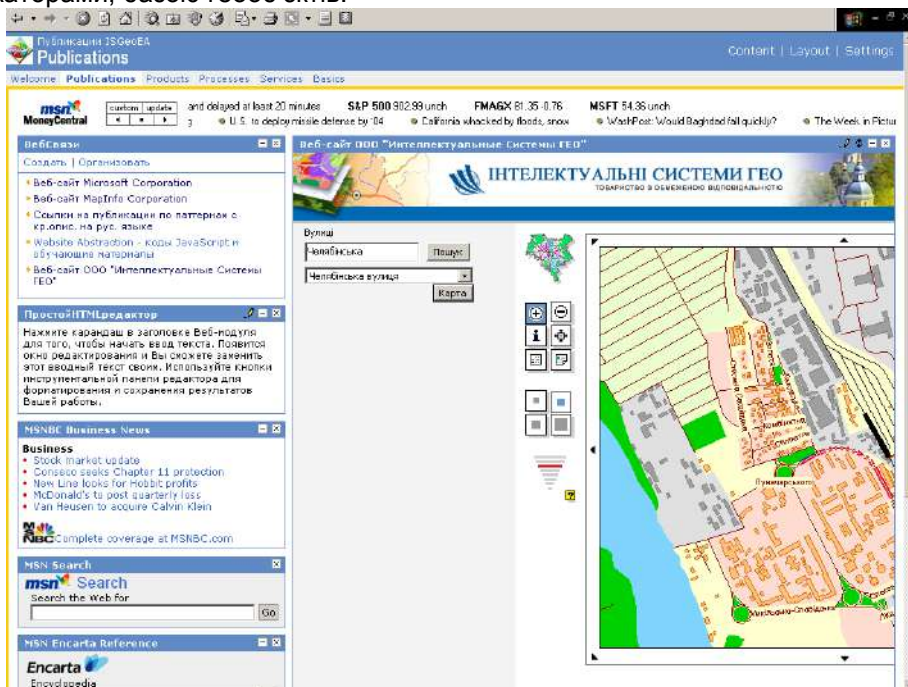 Публикации ISGeoEA
Publications
Content | Layout | Settings
Welcome Publications Products Processes Services Basics
msn
MoneyCentral
custom update
and delayed at least 20 minutes S&P 500 902.99 unch FMAGX 81.35 -0.76 MSFT 54.36 unch
U.S. to deploy missile defense by '04 California whacked by floods, snow WashPost: Would Baghdad fall quickly? The Week in Pictu
ВебСвязи
Создать | Организовать
Веб-сайт Microsoft Corporation
Веб-сайт MapInfo Corporation
Ссылки на публикации по паттернам с
кр.опис. на рус. языке
Website Abstraction - коды JavaScript и
обучающие материалы
Веб-сайт ООО "Интеллектуальные Системы
ГЕО"
ПростойHTMLредактор
Нажмите карандаш в заголовке Веб-модуля
для того, чтобы начать ввод текста. Появится
окно редактирования и Вы сможете заменить
этот вводный текст своим. Используйте кнопки
инструментальной панели редактора для
форматирования и сохранения результатов
Вашей работы.
MSNBC Business News
Business
Stock market update
Conseco seeks Chapter 11 protection
New Line looks for Hobbit profits
McDonald's to post quarterly loss
Van Heusen to acquire Calvin Klein
MSNBC Complete coverage at MSNBC.com
MSN Search
msn Search
Search the Web for
Go
MSN Encarta Reference
Encarta
Encyclopedia
Веб-сайт ООО "Интеллектуальные Системы ГЕО"
ІНТЕЛЕКТУАЛЬНІ СИСТЕМИ ГЕО
ТОВАРИСТВО З ОБМЕЖЕНОЮ ВІДПОВІДАЛЬНІСТЮ
Вулиці
Челябінська
Пошук
Челябінська вулиця
Карта
Луначарського